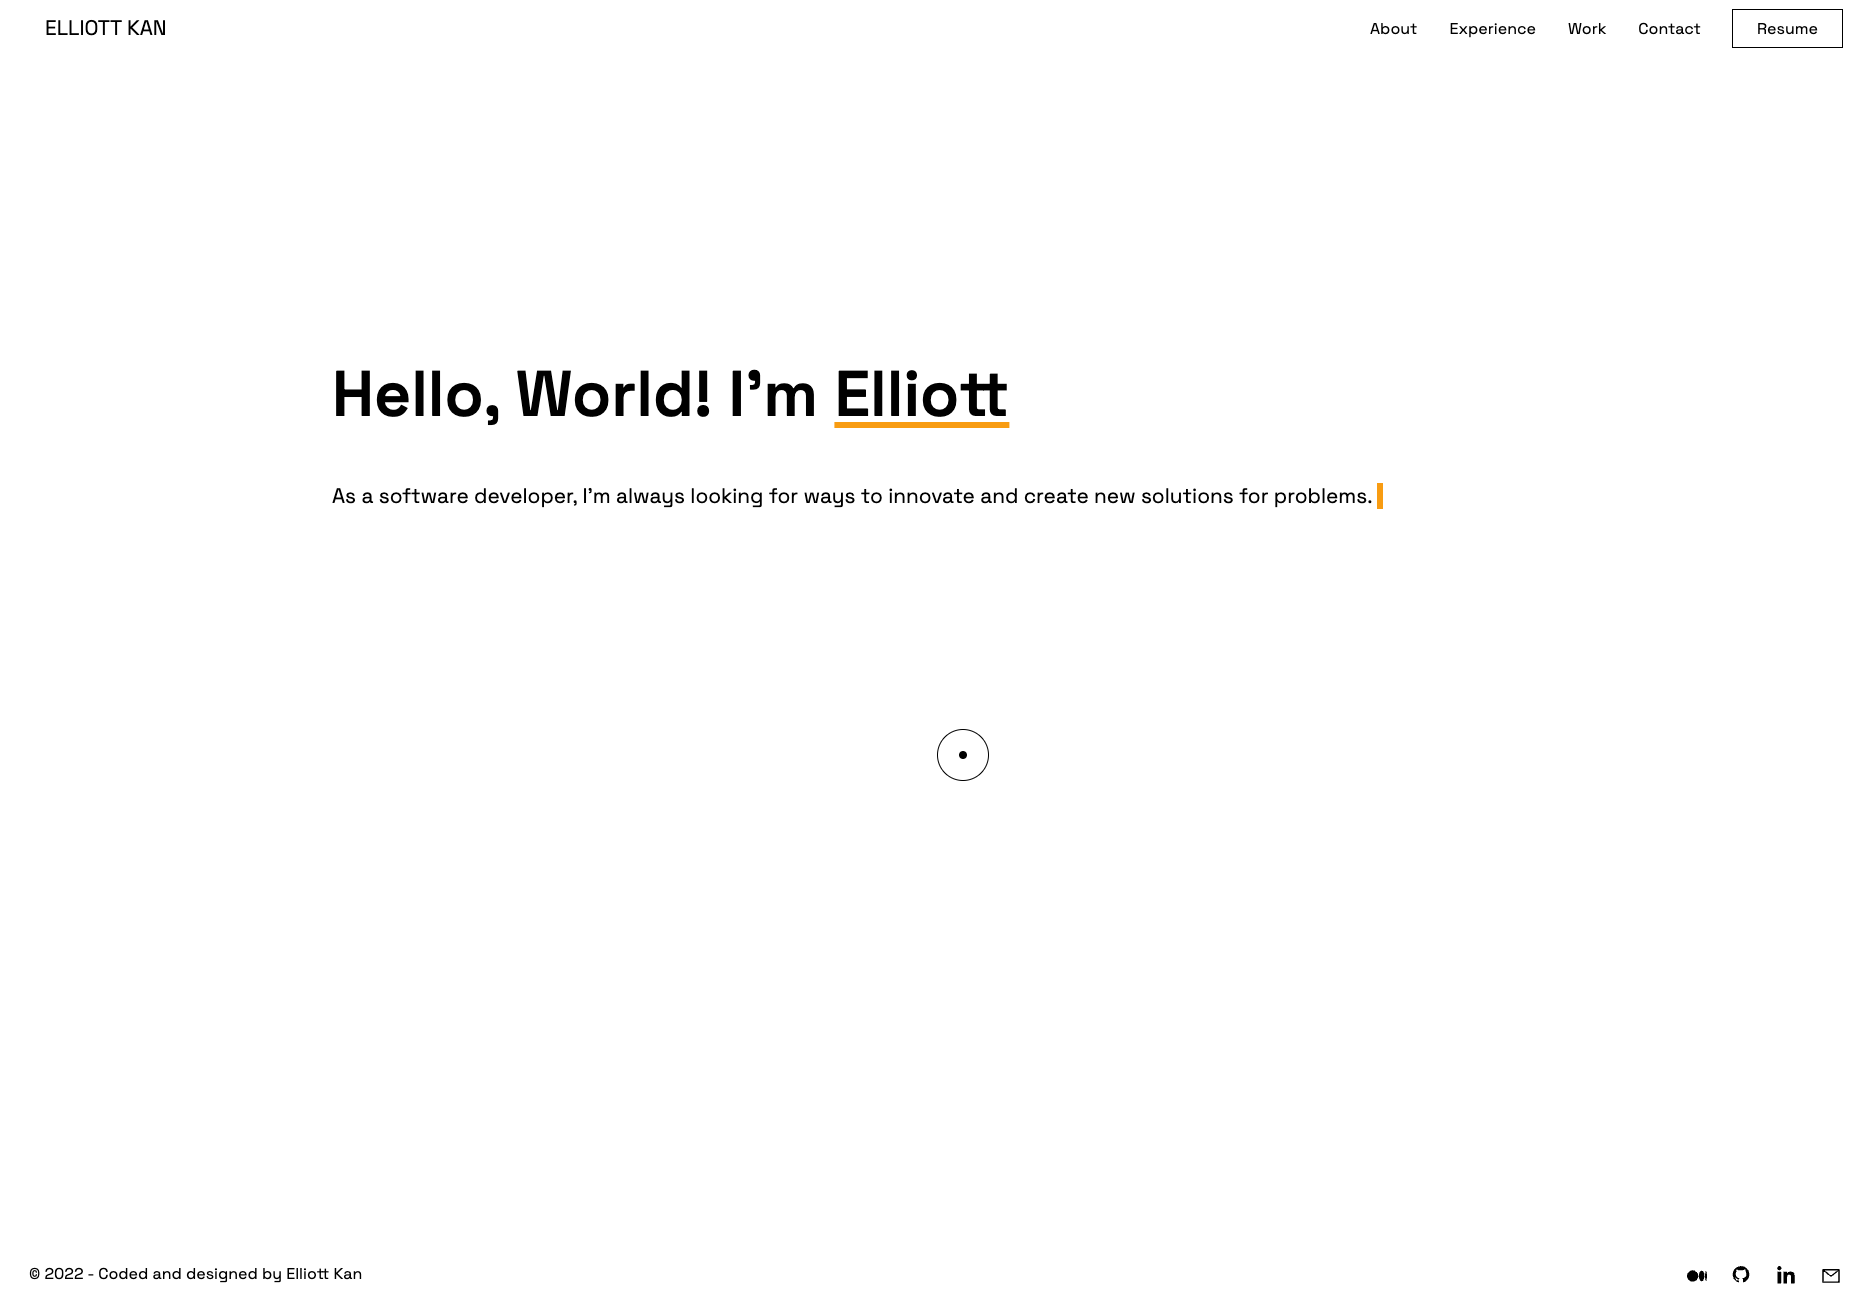 ELLIOTT KAN
About Experience Work Contact Resume
Hello, World! I’m Elliott
As a software developer, I’m always looking for ways to innovate and create new solutions for problems.
© 2022 - Coded and designed by Elliott Kan